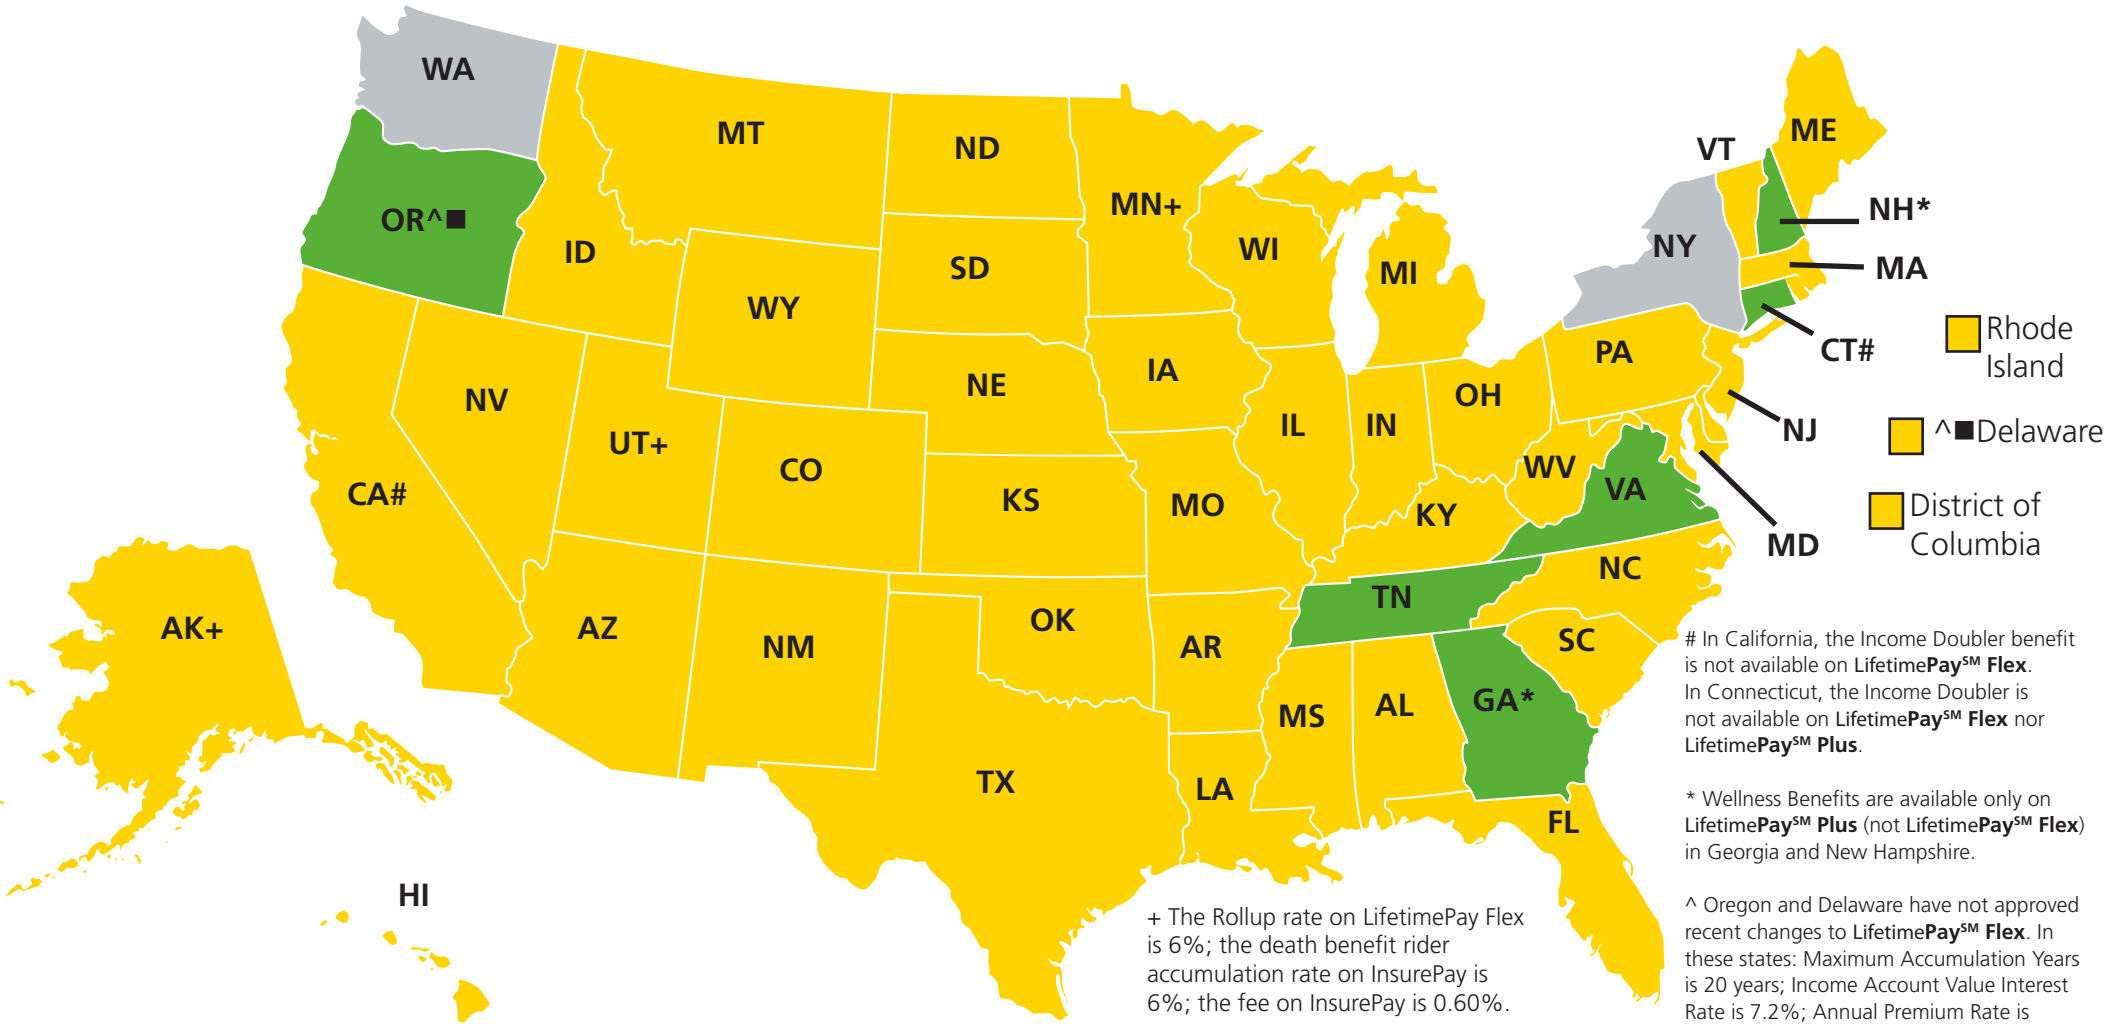 WA
MT
ND
VT
ME
MN+
NH*
OR^■
ID
SD
WI
MI
NY
MA
WY
Rhode
Island
CT#
PA
IA
NE
NV
OH
IL
IN
NJ
^■Delaware
UT+
CO
WV
VA
CA#
KS
MO
KY
District of
Columbia
MD
NC
TN
AK+
AZ
NM
OK
AR
SC
MS
AL
GA*
TX
LA
FL
HI
# In California, the Income Doubler benefit
is not available on LifetimePay℠ Flex.
In Connecticut, the Income Doubler is
not available on LifetimePay℠ Flex nor
LifetimePay℠ Plus.
* Wellness Benefits are available only on
LifetimePay℠ Plus (not LifetimePay℠ Flex)
in Georgia and New Hampshire.
+ The Rollup rate on LifetimePay Flex
is 6%; the death benefit rider
accumulation rate on InsurePay is
6%; the fee on InsurePay is 0.60%.
^ Oregon and Delaware have not approved
recent changes to LifetimePay℠ Flex. In
these states: Maximum Accumulation Years
is 20 years; Income Account Value Interest
Rate is 7.2%; Annual Premium Rate is